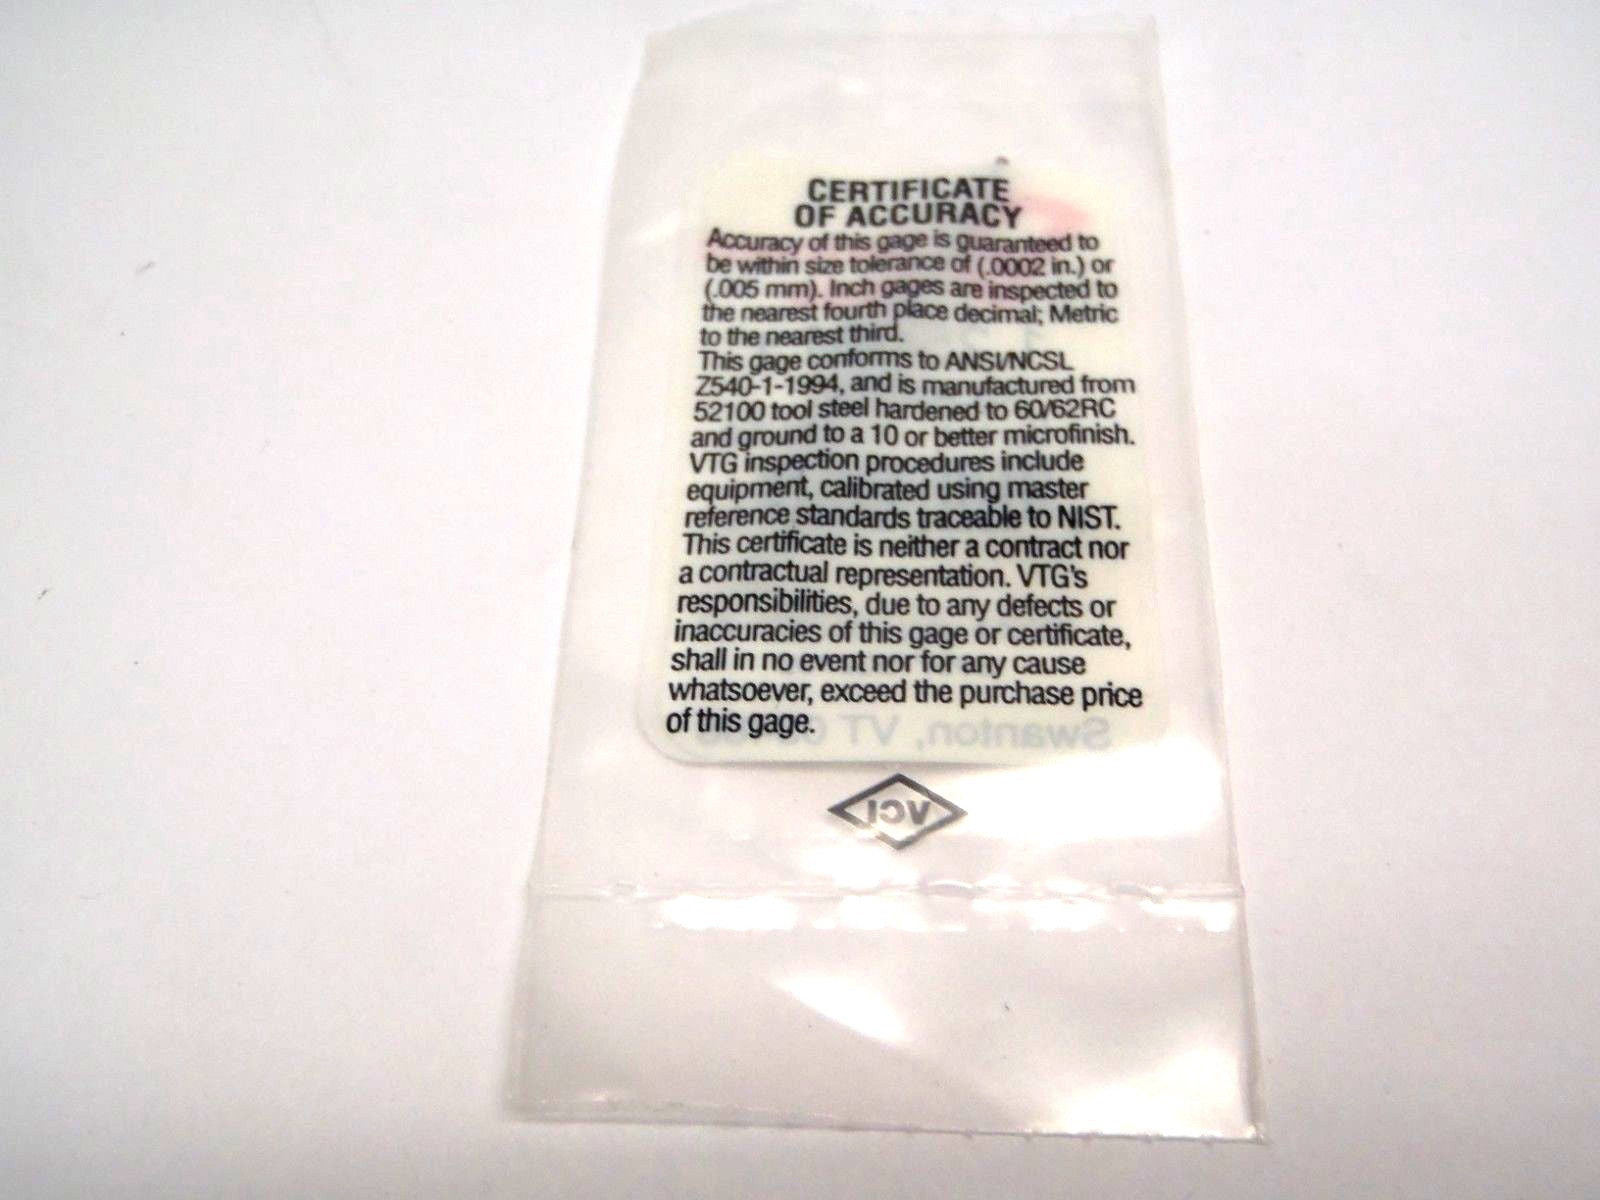 CERTIFICATE
OF ACCURACY
Accuracy of this gage is guaranteed to
be within size tolerance of (.0002 in.) or
(.005 mm). Inch gages are inspected to
the nearest fourth place decimal; Metric
to the nearest third.
This gage conforms to ANSI/NCSL
Z540-1-1994, and is manufactured from
52100 tool steel hardened to 60/62RC
and ground to a 10 or better microfinish.
VTG inspection procedures include
equipment, calibrated using master
reference standards traceable to NIST.
This certificate is neither a contract nor
a contractual representation. VTG's
responsibilities, due to any defects or
inaccuracies of this gage or certificate,
shall in no event nor for any cause
whatsoever, exceed the purchase price
of this gage.
Swanton, VT
VCI